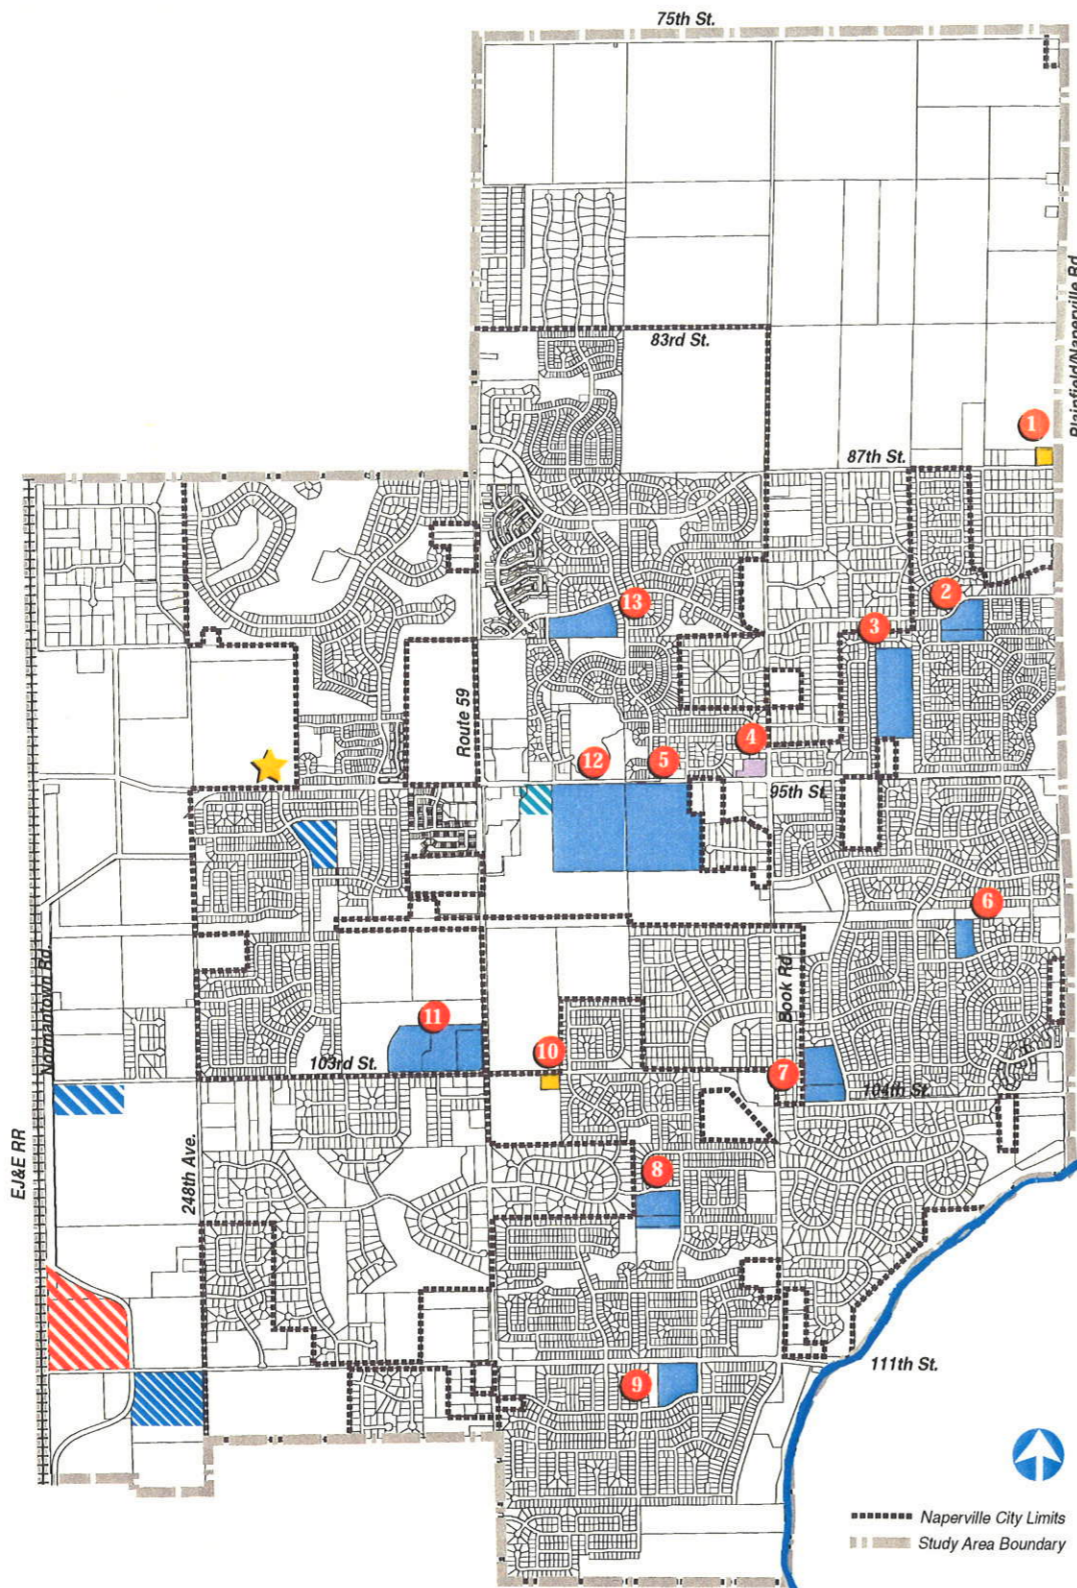 75th St.
83rd St.
Plainfield/Naperville Rd
1
87th St.
2
13
3
Route 59
4
12
5
95th St.
6
Normantown Rd.
Book Rd
11
10
103rd St.
7
104th St.
EJ&E RR
248th Ave.
8
111th St.
9
Naperville City Limits
Study Area Boundary